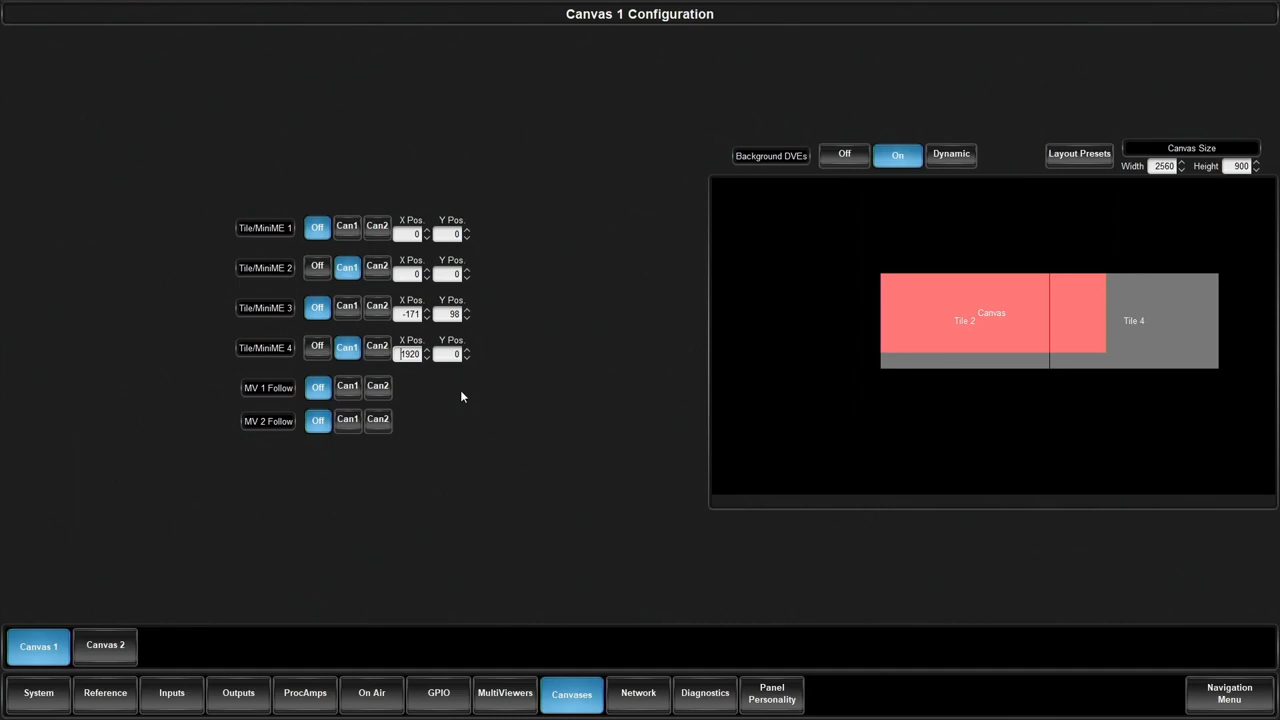 Canvas 1 Configuration
Background DVEs Off On Dynamic Layout Presets Canvas Size
Width 2560 Height 900
Tile/MiniME 1 Off Can1 Can2 X Pos. 0 Y Pos. 0
Tile/MiniME 2 Off Can1 Can2 X Pos. 0 Y Pos. 0
Tile/MiniME 3 Off Can1 Can2 X Pos. -171 Y Pos. 98
Tile/MiniME 4 Off Can1 Can2 X Pos. 1920 Y Pos. 0
MV 1 Follow Off Can1 Can2
MV 2 Follow Off Can1 Can2
Tile 2 Canvas Tile 4
Canvas 1 Canvas 2
System Reference Inputs Outputs ProcAmps On Air GPIO MultiViewers Canvases Network Diagnostics Panel Personality Navigation Menu